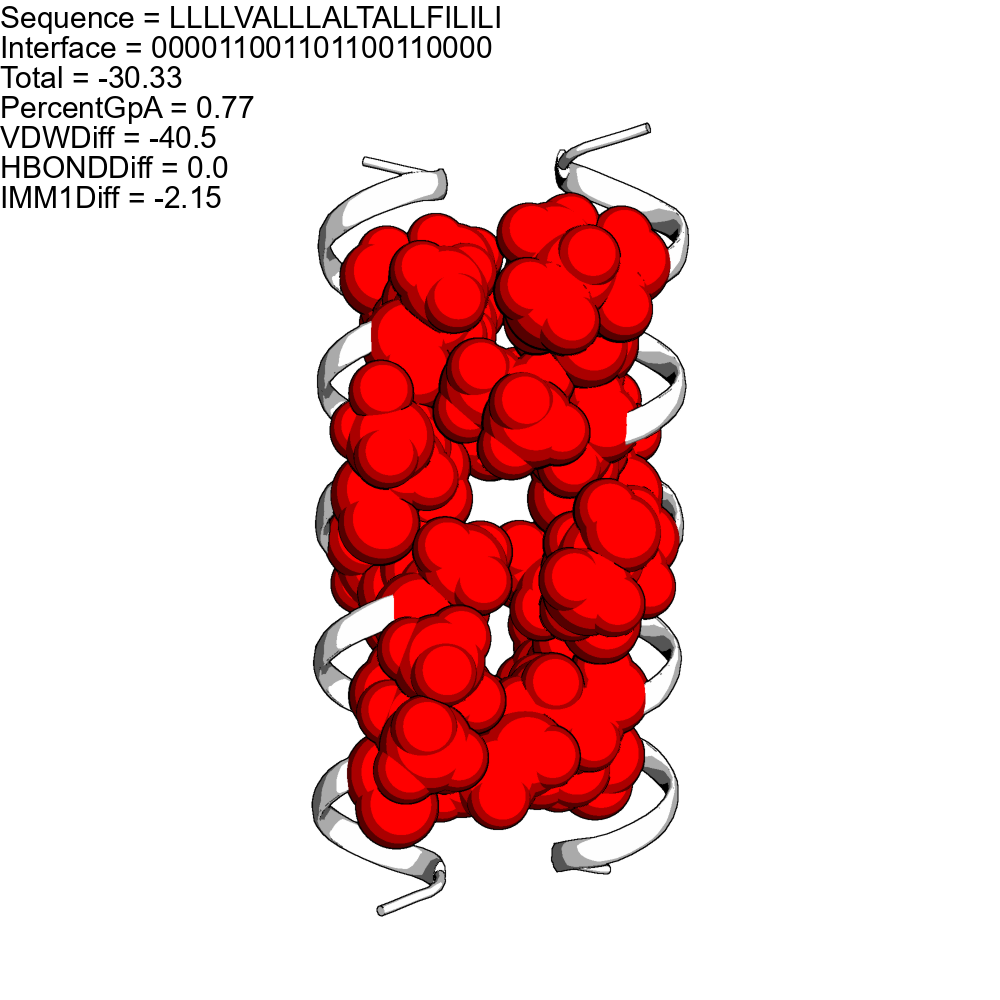 Sequence = LLLLVALLLALTALLFILILI
Interface = 000011001101100110000
Total = -30.33
PercentGpA = 0.77
VDWDiff = -40.5
HBONDDiff = 0.0
IMM1Diff = -2.15